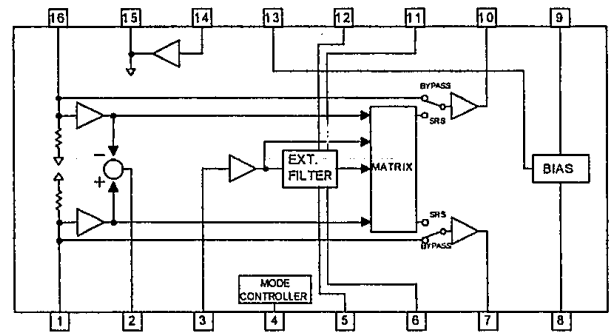 16 15 14 13 12 11 10 9
BYPASS
SRS
−
+
EXT.
FILTER
MATRIX
BIAS
SRS
BYPASS
MODE
CONTROLLER
1 2 3 4 5 6 7 8